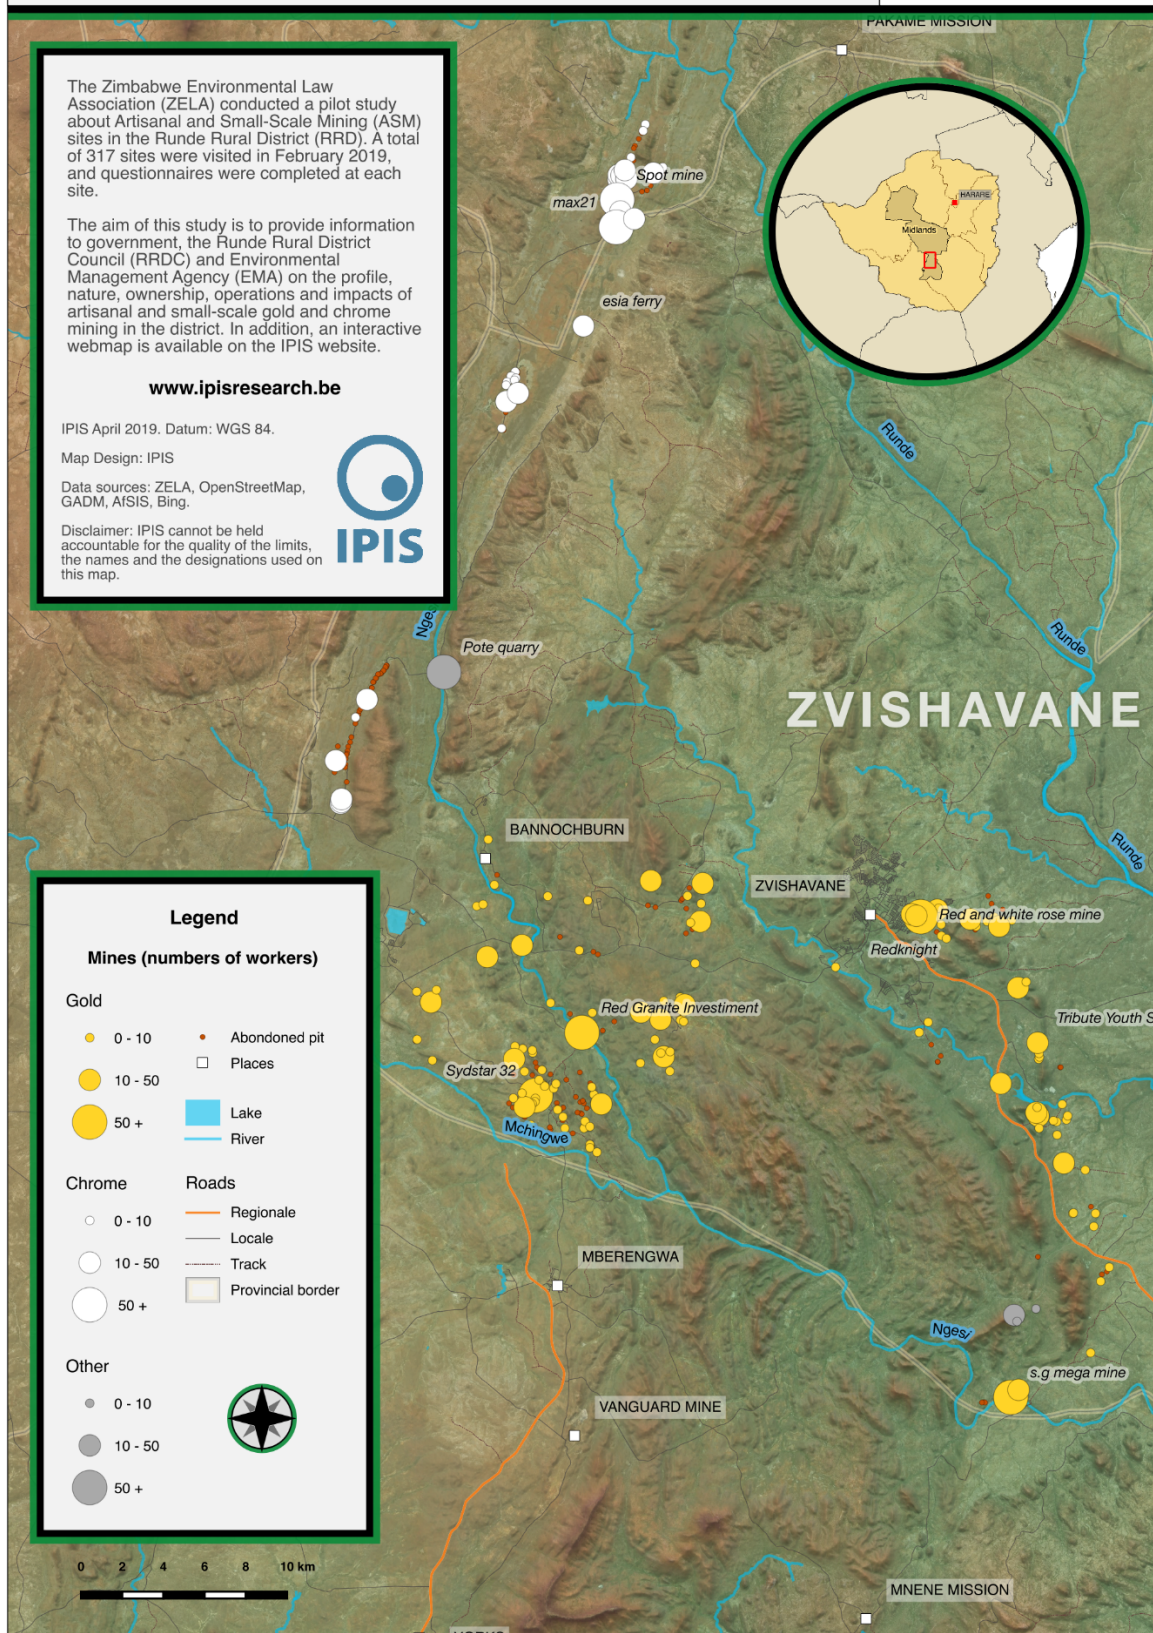 PAKAME MISSION
The Zimbabwe Environmental Law
Association (ZELA) conducted a pilot study
about Artisanal and Small-Scale Mining (ASM)
sites in the Runde Rural District (RRD). A total
of 317 sites were visited in February 2019,
and questionnaires were completed at each
site.
The aim of this study is to provide information
to government, the Runde Rural District
Council (RRDC) and Environmental
Management Agency (EMA) on the profile,
nature, ownership, operations and impacts of
artisanal and small-scale gold and chrome
mining in the district. In addition, an interactive
webmap is available on the IPIS website.
www.ipisresearch.be
IPIS April 2019. Datum: WGS 84.
Map Design: IPIS
Data sources: ZELA, OpenStreetMap,
GADM, AfSIS, Bing.
Disclaimer: IPIS cannot be held
accountable for the quality of the limits,
the names and the designations used on
this map.
IPIS
Spot mine
max21
esia ferry
HARARE
Midlands
Runde
Runde
Nges
Pote quarry
ZVISHAVANE
Runde
BANNOCHBURN
ZVISHAVANE
Red and white rose mine
Redknight
Red Granite Investiment
Tribute Youth S
Sydstar 32
Mchingwe
MBERENGWA
Ngesi
s.g mega mine
VANGUARD MINE
MNENE MISSION
Legend
Mines (numbers of workers)
Gold
0 - 10
10 - 50
50 +
Abondoned pit
Places
Lake
River
Chrome
0 - 10
10 - 50
50 +
Roads
Regionale
Locale
Track
Provincial border
Other
0 - 10
10 - 50
50 +
0 2 4 6 8 10 km